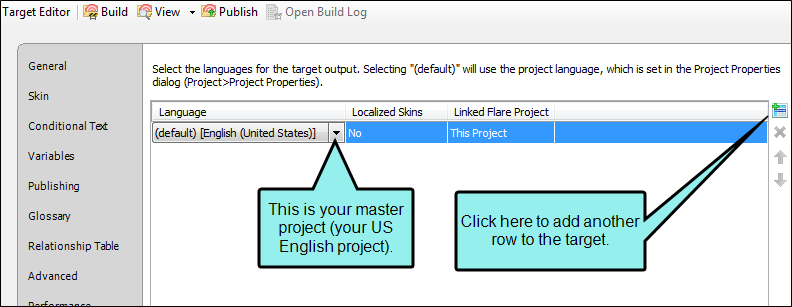 Target Editor Build View Publish Open Build Log
General
Skin
Conditional Text
Variables
Publishing
Glossary
Relationship Table
Advanced
Performance
Select the languages for the target output. Selecting "(default)" will use the project language, which is set in the Project Properties
dialog (Project>Project Properties).
Language Localized Skins Linked Flare Project
(default) [English (United States)] No This Project
This is your master
project (your US
English project).
Click here to add another
row to the target.